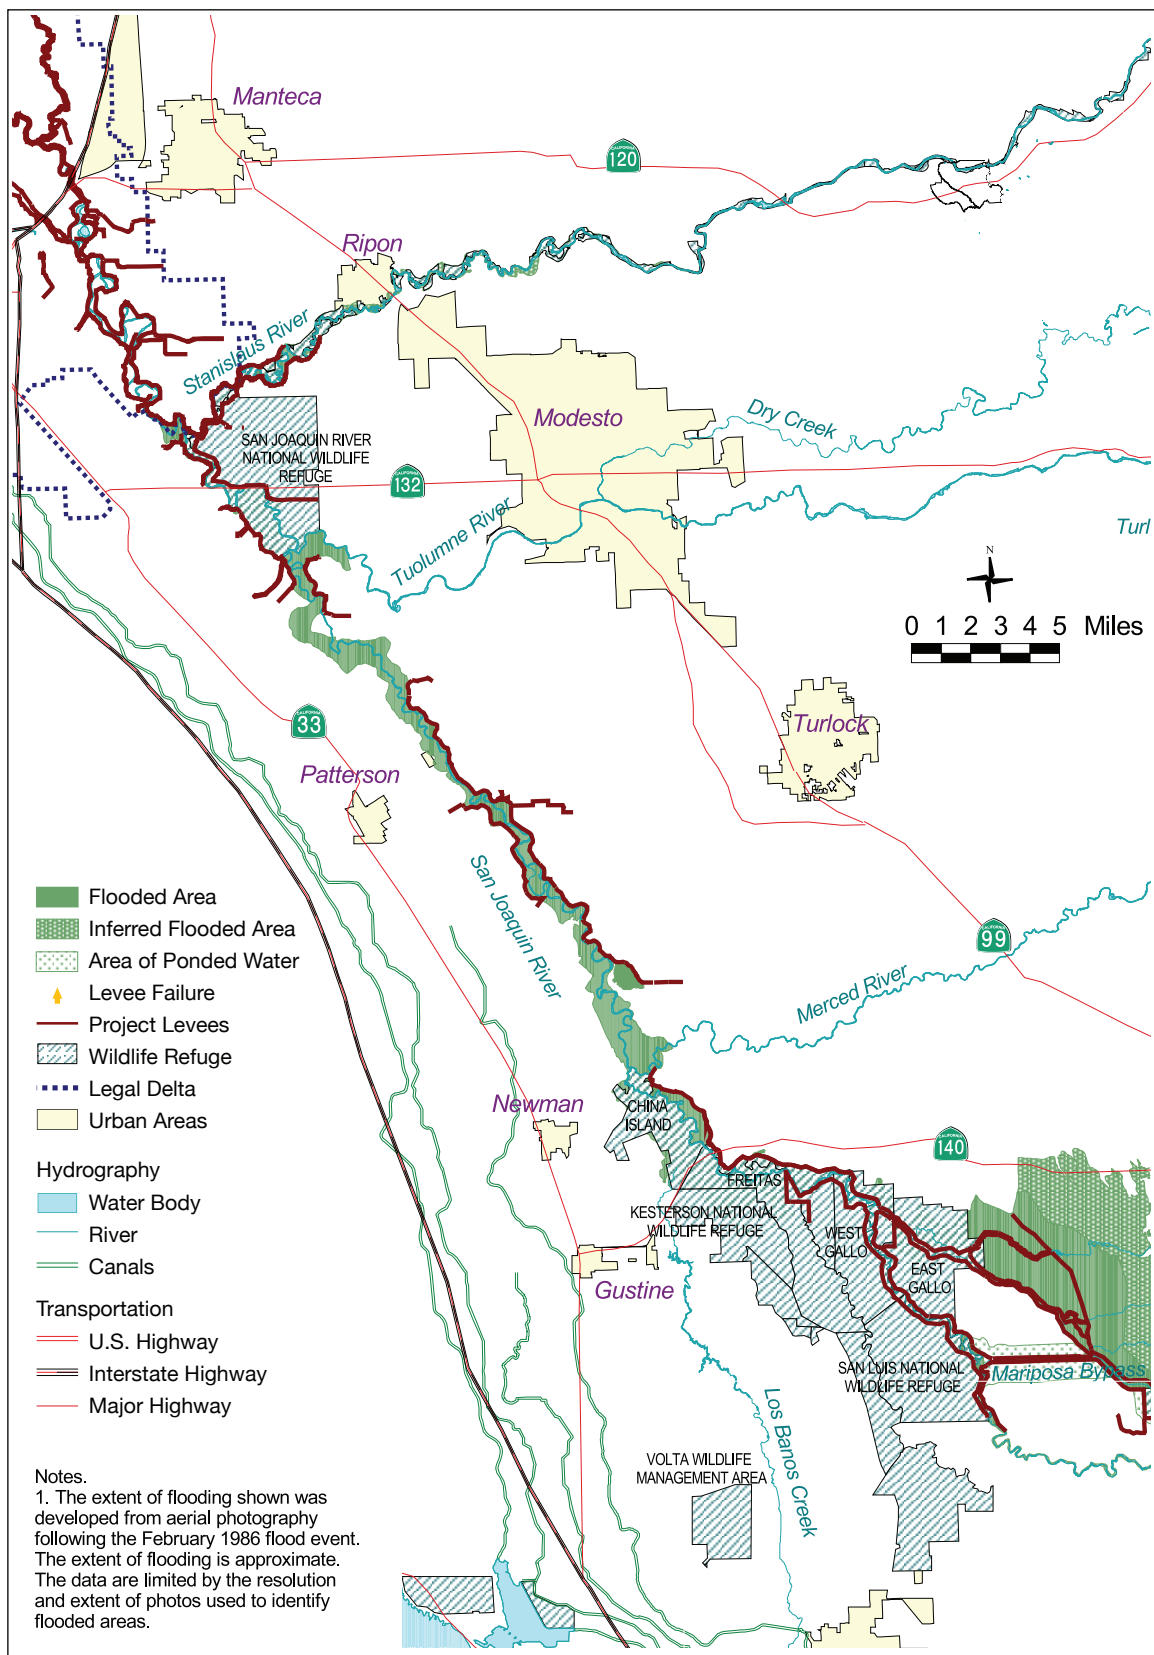 Manteca
CALIFORNIA
120
Ripon
Stanislaus River
Modesto
Dry Creek
SAN JOAQUIN RIVER
NATIONAL WILDLIFE
REFUGE
CALIFORNIA
132
Tuolumne River
Turl
N
0 1 2 3 4 5 Miles
CALIFORNIA
33
Turlock
Patterson
San Joaquin River
CALIFORNIA
99
Merced River
Flooded Area
Inferred Flooded Area
Area of Ponded Water
Levee Failure
Project Levees
Wildlife Refuge
Legal Delta
Urban Areas
Hydrography
Water Body
River
Canals
Transportation
U.S. Highway
Interstate Highway
Major Highway
Newman
CHINA
ISLAND
CALIFORNIA
140
FREITAS
KESTERSON NATIONAL
WILDLIFE REFUGE
WEST
GALLO
EAST
GALLO
Gustine
SAN LUIS NATIONAL
WILDLIFE REFUGE
Mariposa Bypass
Los Banos Creek
VOLTA WILDLIFE
MANAGEMENT AREA
Notes.
1. The extent of flooding shown was
developed from aerial photography
following the February 1986 flood event.
The extent of flooding is approximate.
The data are limited by the resolution
and extent of photos used to identify
flooded areas.